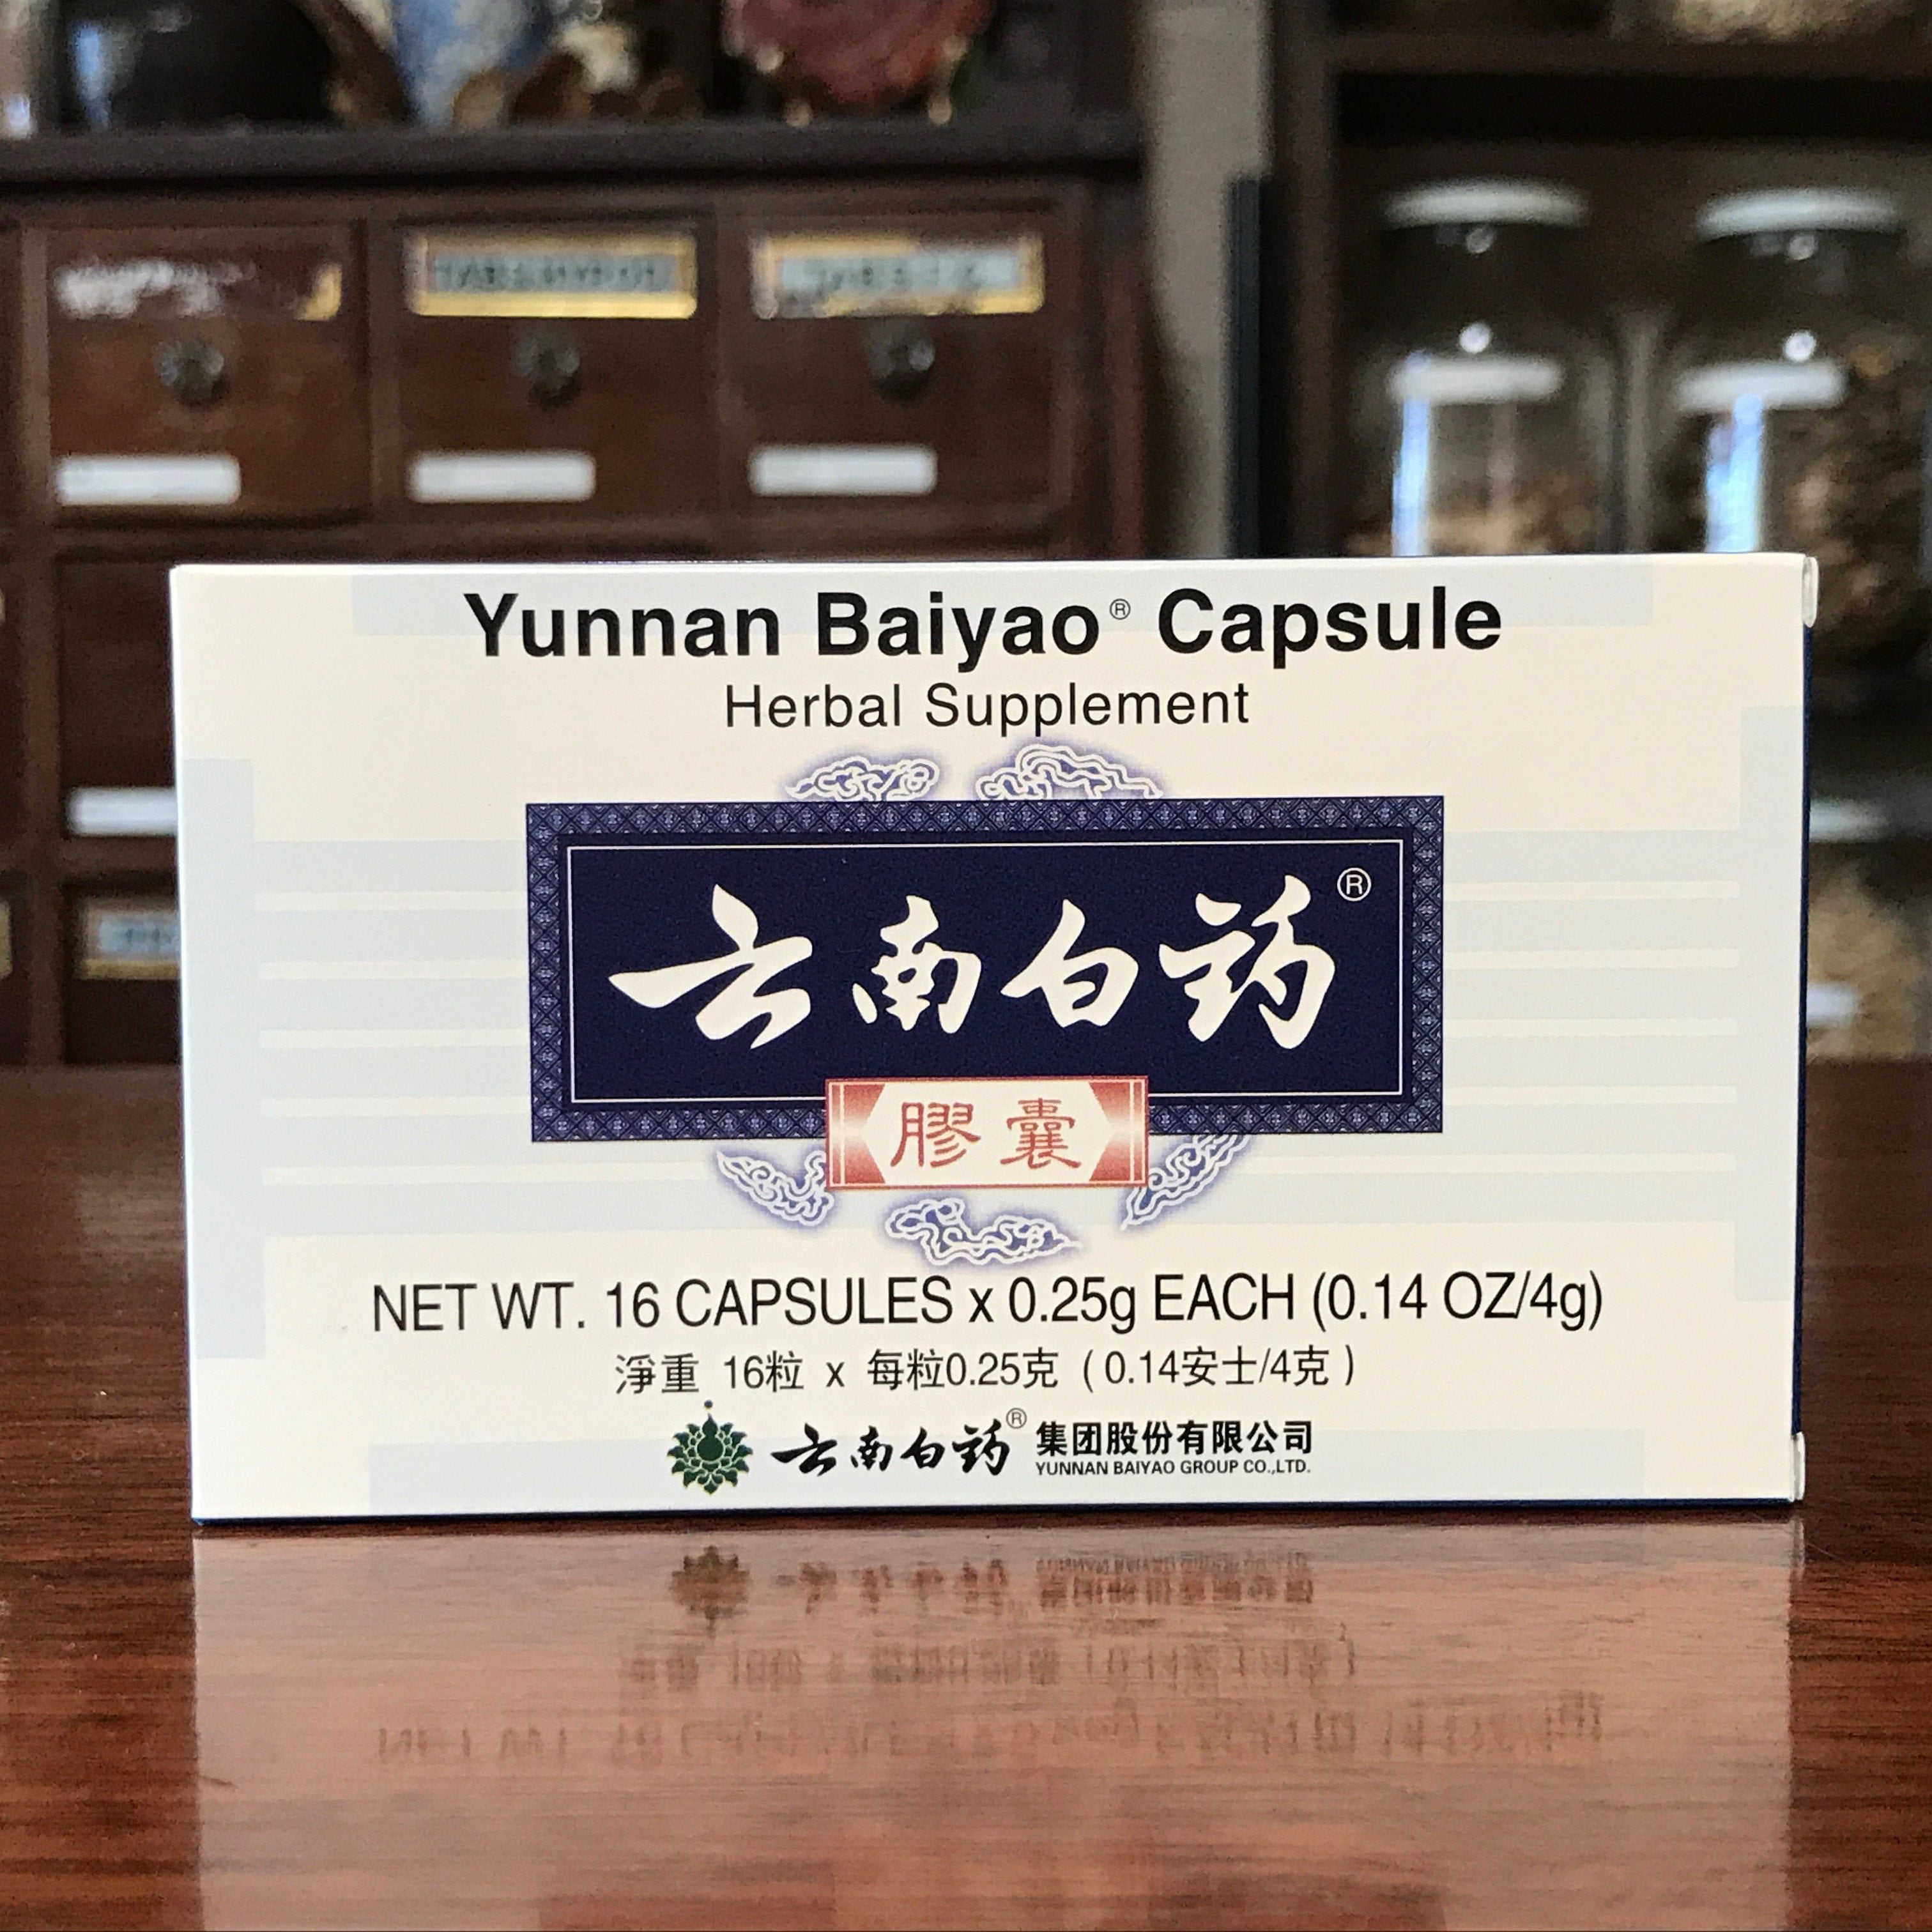 Yunnan Baiyao® Capsule
Herbal Supplement
云南白药®
膠囊
NET WT. 16 CAPSULES x 0.25g EACH (0.14 OZ/4g)
淨重 16粒 x 每粒0.25克 (0.14安士/4克)
云南白药® 集团股份有限公司
YUNNAN BAIYAO GROUP CO.,LTD.